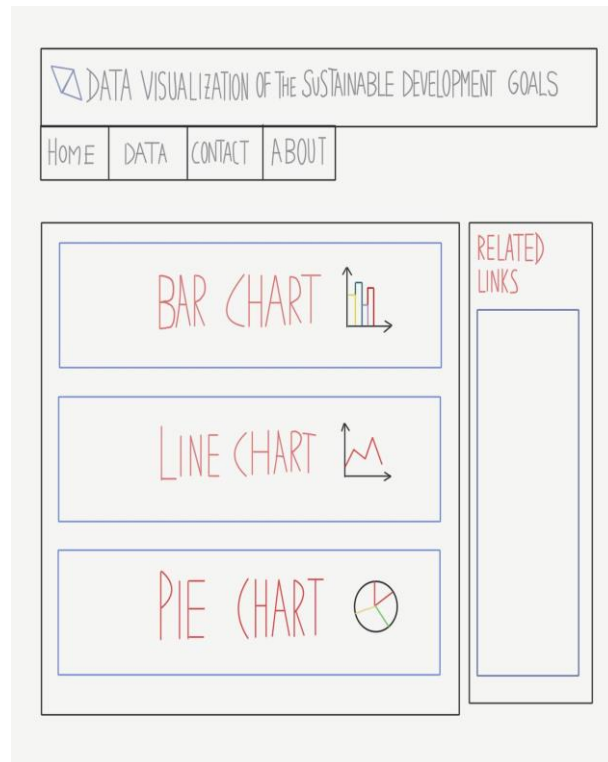 DATA VISUALIZATION OF THE SUSTAINABLE DEVELOPMENT GOALS
HOME DATA CONTACT ABOUT
BAR CHART
LINE CHART
PIE CHART
RELATED
LINKS